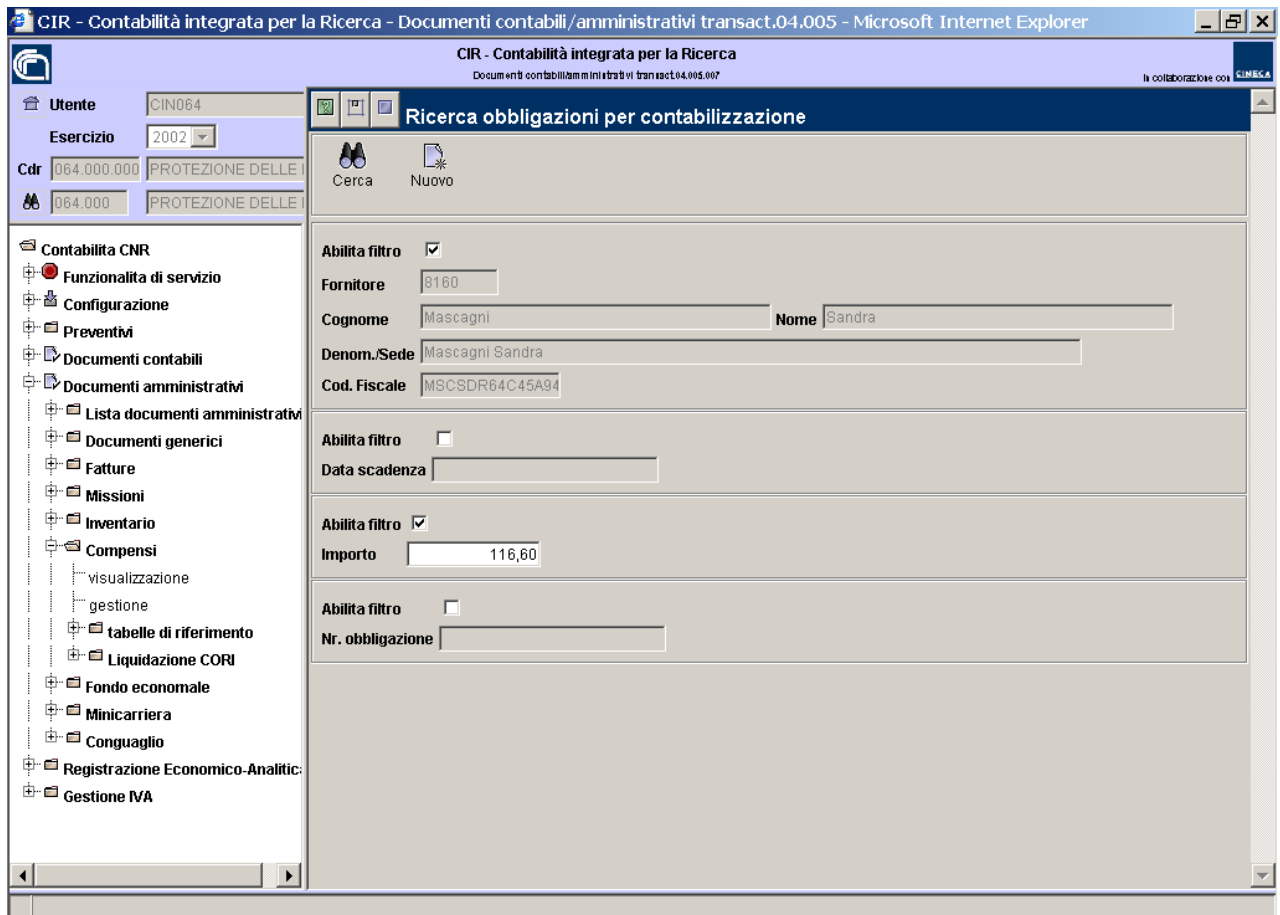 CIR - Contabilità integrata per la Ricerca - Documenti contabili/amministrativi transact.04.005 - Microsoft Internet Explorer
CIR - Contabilità integrata per la Ricerca
Documenti contabili/amministrativi transact.04.005.007
In collaborazione con CINECA
Utente CIN064
Esercizio 2002
Cdr 064.000.000 PROTEZIONE DELLE I
064.000 PROTEZIONE DELLE I
Contabilita CNR
Funzionalita di servizio
Configurazione
Preventivi
Documenti contabili
Documenti amministrativi
Lista documenti amministrativi
Documenti generici
Fatture
Missioni
Inventario
Compensi
visualizzazione
gestione
tabelle di riferimento
Liquidazione CORI
Fondo economale
Minicarriera
Conguaglio
Registrazione Economico-Analitic
Gestione IVA
Ricerca obbligazioni per contabilizzazione
Cerca Nuovo
Abilita filtro
Fornitore 8160
Cognome Mascagni Nome Sandra
Denom./Sede Mascagni Sandra
Cod. Fiscale MSCSDR64C45A94
Abilita filtro
Data scadenza
Abilita filtro
Importo 116,60
Abilita filtro
Nr. obbligazione